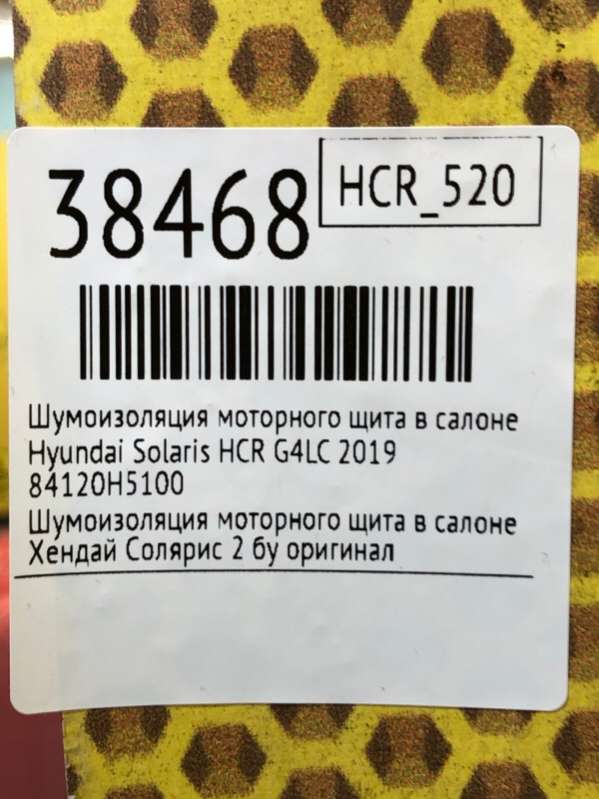 38468
HCR_520
Шумоизоляция моторного щита в салоне
Hyundai Solaris HCR G4LC 2019
84120H5100
Шумоизоляция моторного щита в салоне
Хендай Солярис 2 бу оригинал